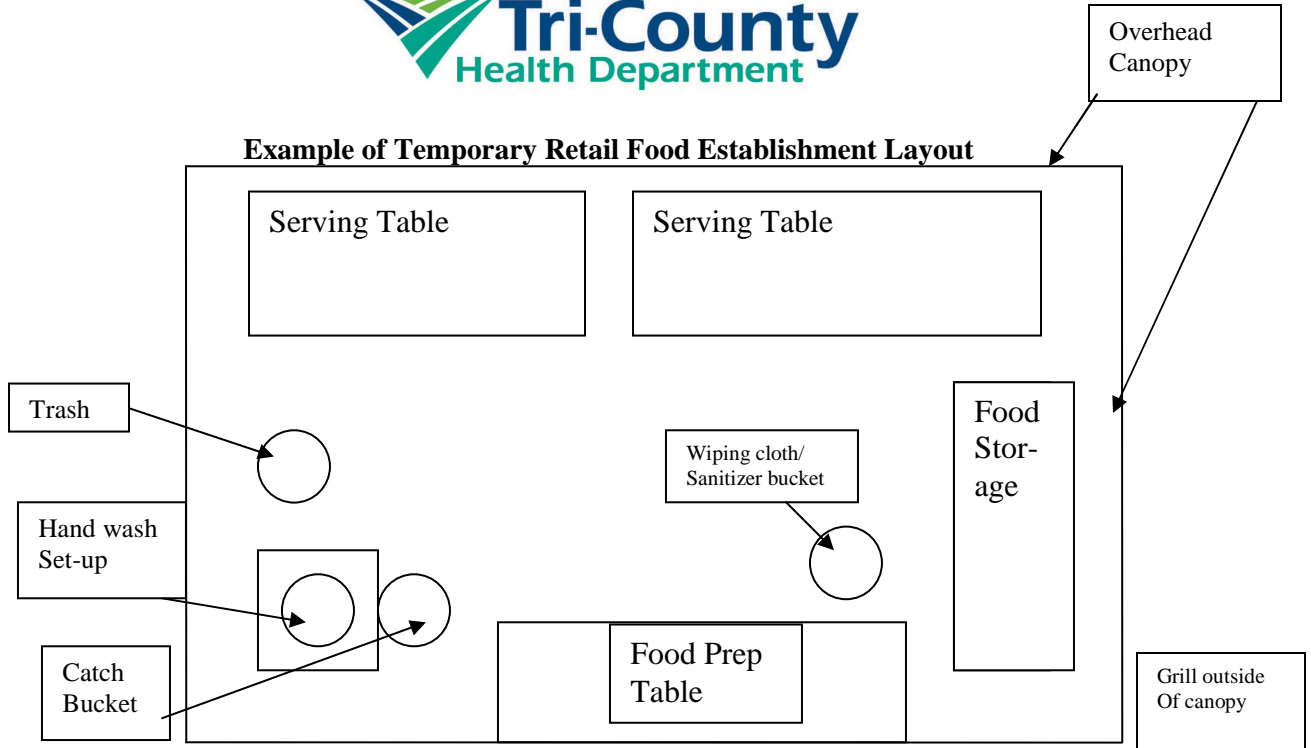 Tri-County
Health Department
Overhead
Canopy
Example of Temporary Retail Food Establishment Layout
Serving Table
Serving Table
Trash
Food
Stor-
age
Wiping cloth/
Sanitizer bucket
Hand wash
Set-up
Catch
Bucket
Food Prep
Table
Grill outside
Of canopy